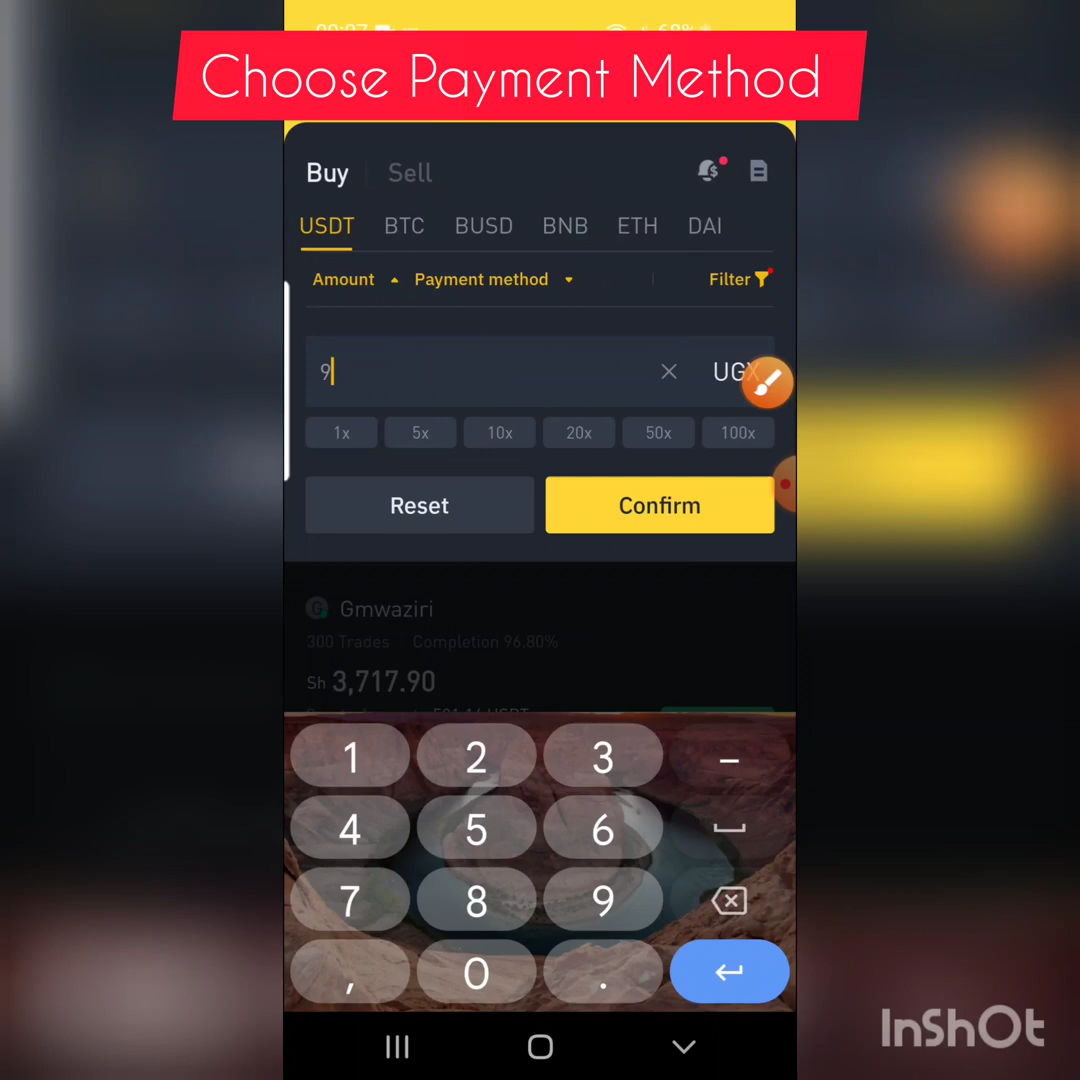 Choose Payment Method
Buy Sell
USDT BTC BUSD BNB ETH DAI
Amount Payment method Filter
9 UGX
1x 5x 10x 20x 50x 100x
Reset Confirm
G Gmwaziri
300 Trades Completion 96.80%
Sh 3,717.90
1 2 3 –
4 5 6
7 8 9
, 0 .
InShOt